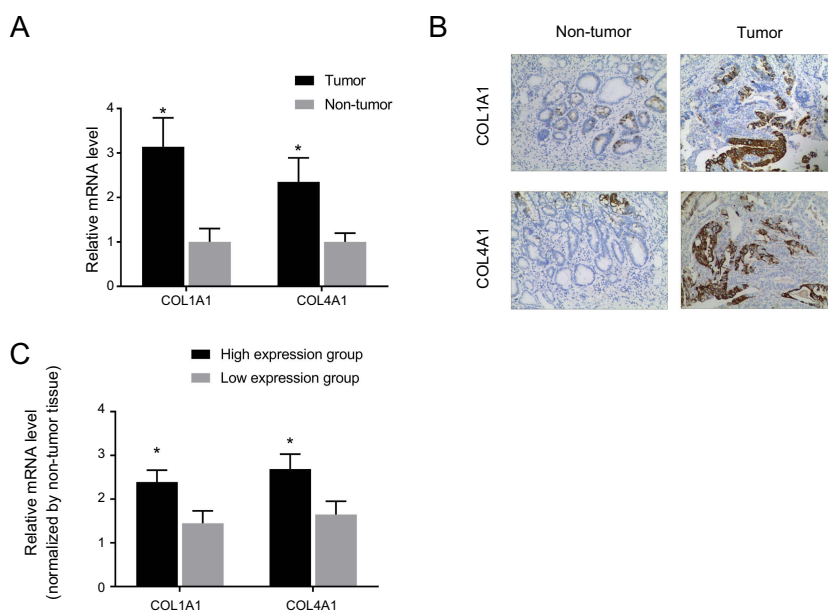 A
Tumor
Non-tumor
Relative mRNA level
4
3
2
1
0
*
*
COL1A1
COL4A1
B
Non-tumor
Tumor
COL1A1
COL4A1
C
High expression group
Low expression group
Relative mRNA level
(normalized by non-tumor tissue)
4
3
2
1
0
*
*
COL1A1
COL4A1